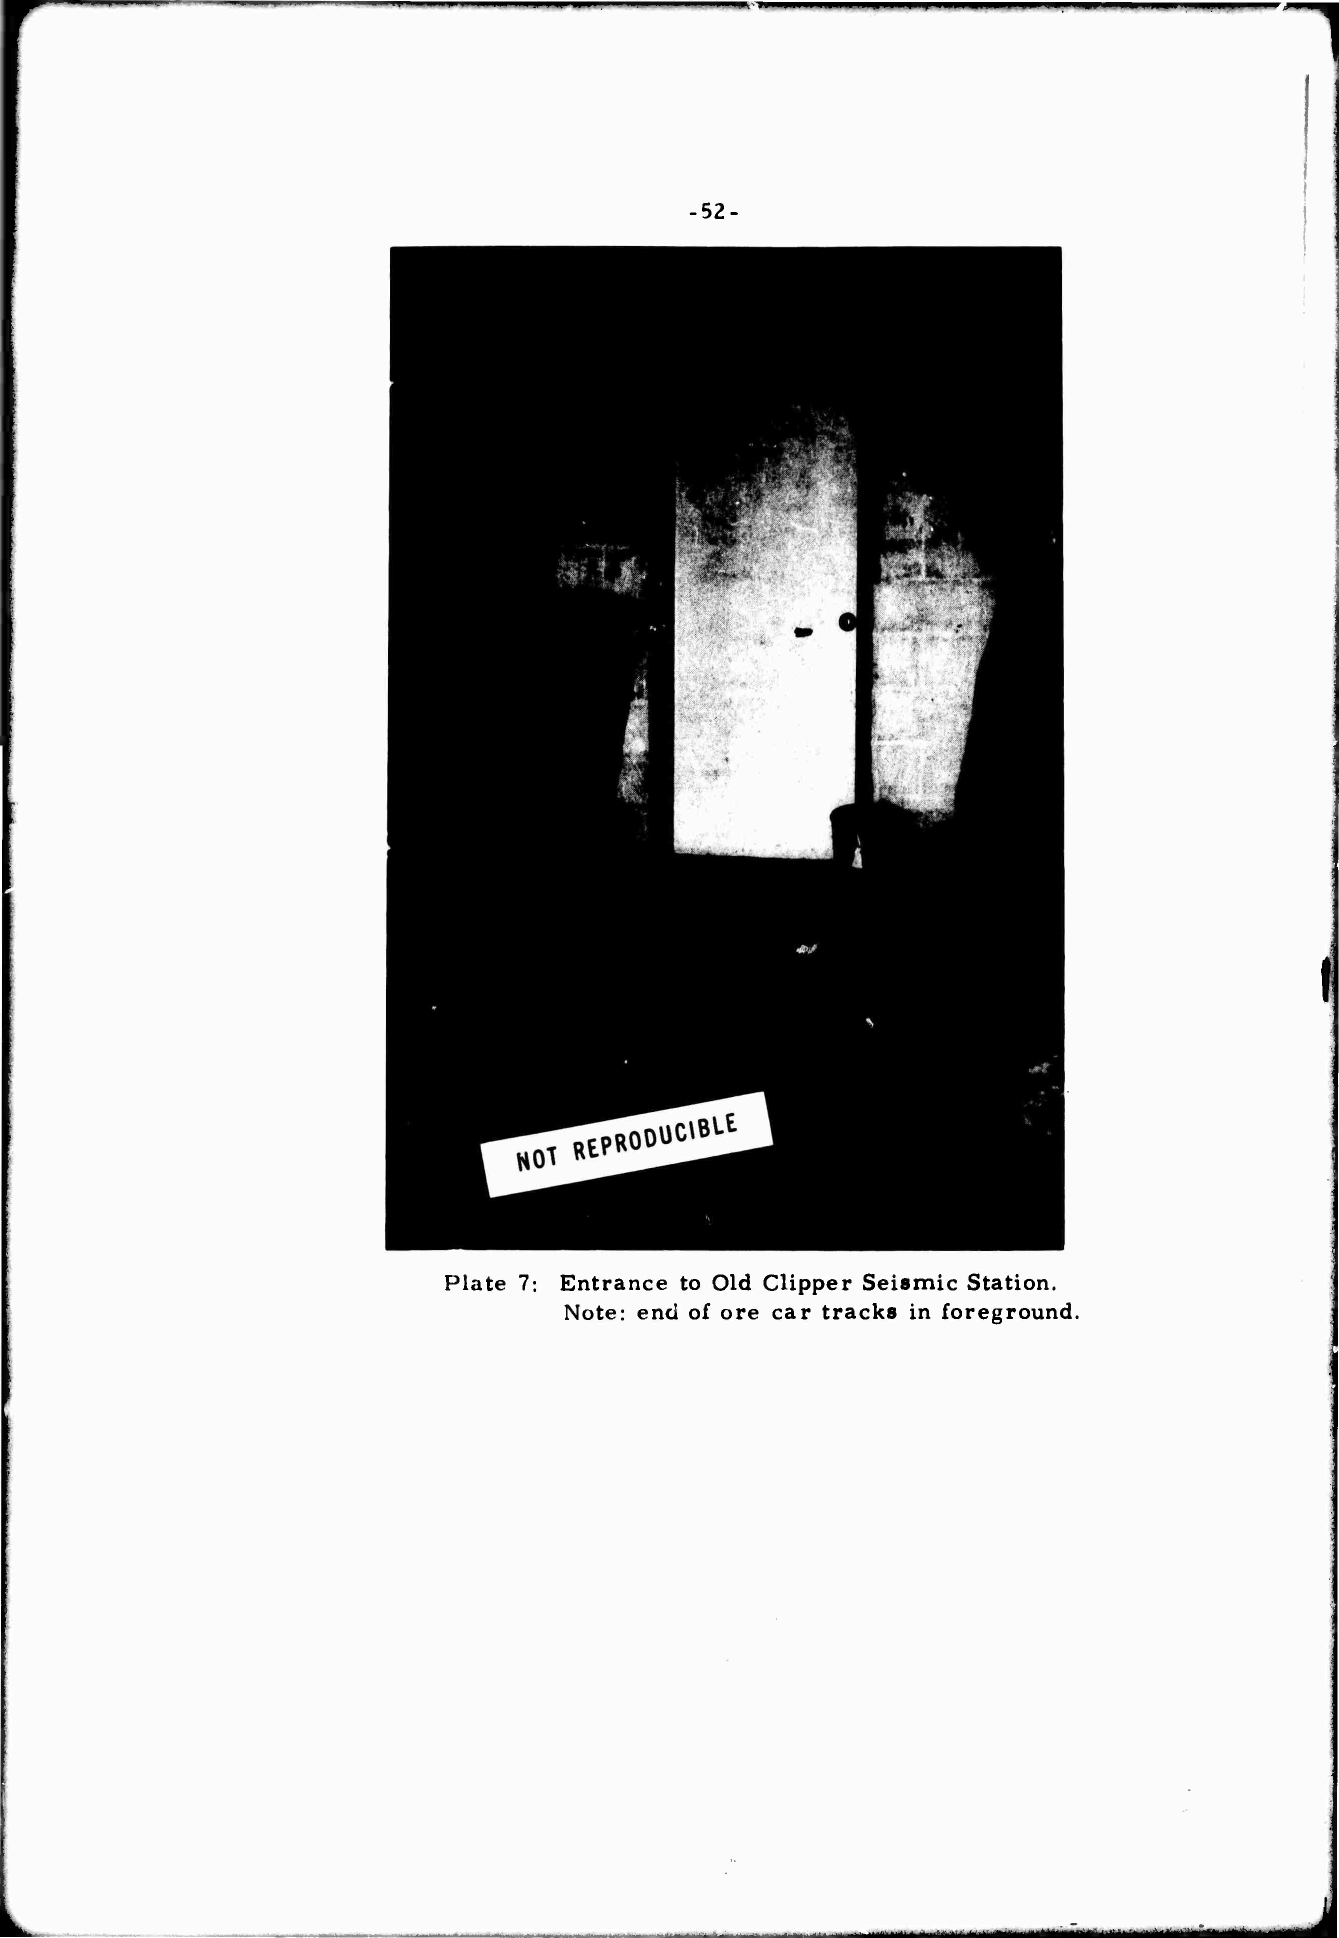 -52-
NOT REPRODUCIBLE
Plate 7: Entrance to Old Clipper Seismic Station.
Note: end of ore car tracks in foreground.